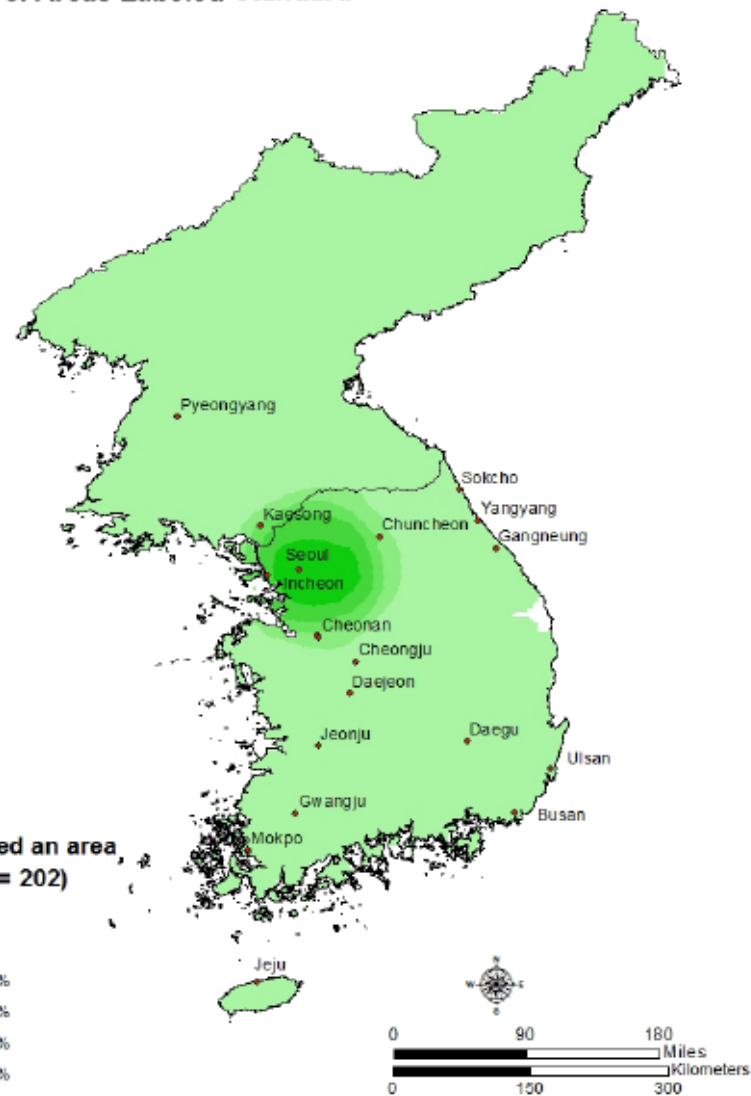 Pyeongyang
Sokcho
Kaesong
Yangyang
Chuncheon
Gangneung
Seoul
Incheon
Cheonan
Cheongju
Daejeon
Jeonju
Daegu
Ulsan
Gwangju
Busan
ed an area
Mokpo
= 202)
Jeju
N
W
E
S
%
%
%
%
0 90 180
Miles
Kilometers
0 150 300